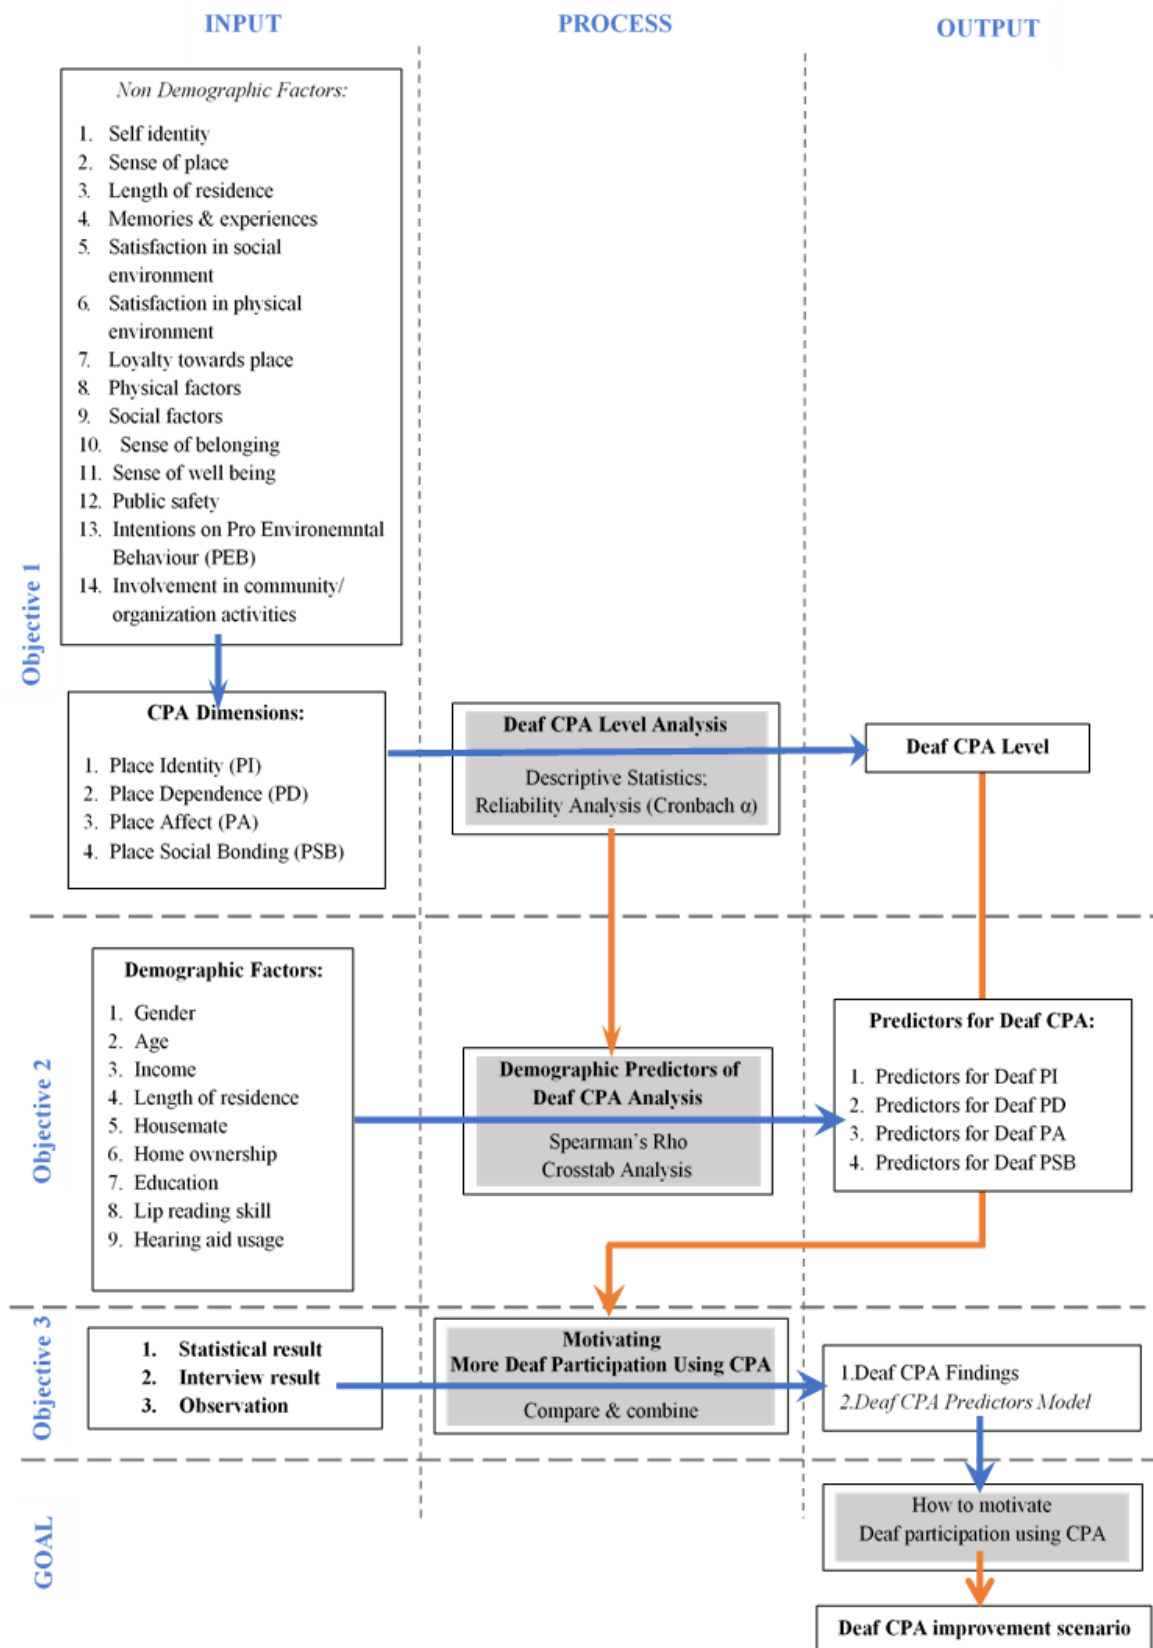 INPUT
PROCESS
OUTPUT
Objective 1
Non Demographic Factors:
1. Self identity
2. Sense of place
3. Length of residence
4. Memories & experiences
5. Satisfaction in social
environment
6. Satisfaction in physical
environment
7. Loyalty towards place
8. Physical factors
9. Social factors
10. Sense of belonging
11. Sense of well being
12. Public safety
13. Intentions on Pro Environemntal
Behaviour (PEB)
14. Involvement in community/
organization activities
CPA Dimensions:
1. Place Identity (PI)
2. Place Dependence (PD)
3. Place Affect (PA)
4. Place Social Bonding (PSB)
Deaf CPA Level Analysis
Descriptive Statistics;
Reliability Analysis (Cronbach α)
Deaf CPA Level
Objective 2
Demographic Factors:
1. Gender
2. Age
3. Income
4. Length of residence
5. Housemate
6. Home ownership
7. Education
8. Lip reading skill
9. Hearing aid usage
Demographic Predictors of
Deaf CPA Analysis
Spearman's Rho
Crosstab Analysis
Predictors for Deaf CPA:
1. Predictors for Deaf PI
2. Predictors for Deaf PD
3. Predictors for Deaf PA
4. Predictors for Deaf PSB
Objective 3
1. Statistical result
2. Interview result
3. Observation
Motivating
More Deaf Participation Using CPA
Compare & combine
1.Deaf CPA Findings
2.Deaf CPA Predictors Model
GOAL
How to motivate
Deaf participation using CPA
Deaf CPA improvement scenario